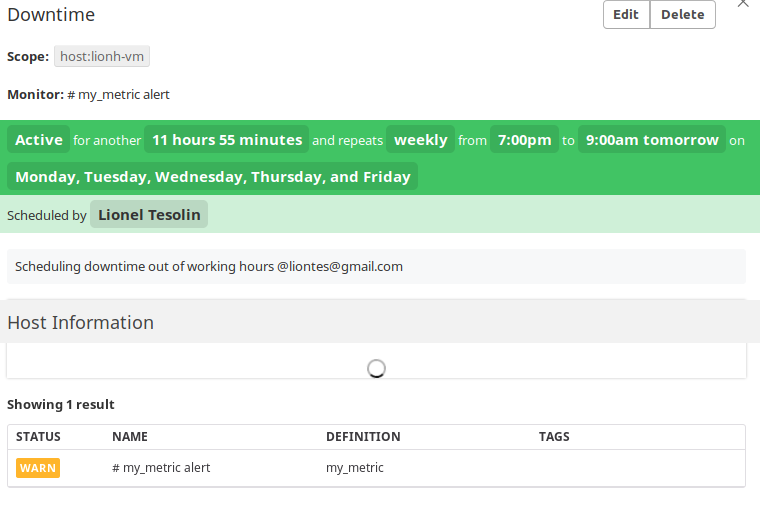 Downtime Edit Delete
Scope: host:lionh-vm
Monitor: # my_metric alert
Active for another 11 hours 55 minutes and repeats weekly from 7:00pm to 9:00am tomorrow on
Monday, Tuesday, Wednesday, Thursday, and Friday
Scheduled by Lionel Tesolin
Scheduling downtime out of working hours @liontes@gmail.com
Host Information
Showing 1 result
STATUS NAME DEFINITION TAGS
WARN # my_metric alert my_metric